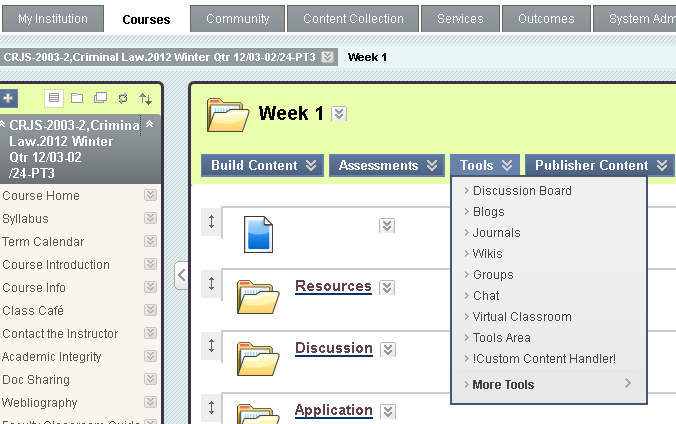 My Institution Courses Community Content Collection Services Outcomes System Adm
CRJS-2003-2,Criminal Law.2012 Winter Qtr 12/03-02/24-PT3 Week 1
CRJS-2003-2,Crimina
Law.2012 Winter
Qtr 12/03-02
/24-PT3
Course Home
Syllabus
Term Calendar
Course Introduction
Course Info
Class Café
Contact the Instructor
Academic Integrity
Doc Sharing
Webliography
Week 1
Build Content Assessments Tools Publisher Content
Discussion Board
Blogs
Journals
Wikis
Groups
Chat
Virtual Classroom
Tools Area
!Custom Content Handler!
More Tools
Resources
Discussion
Application